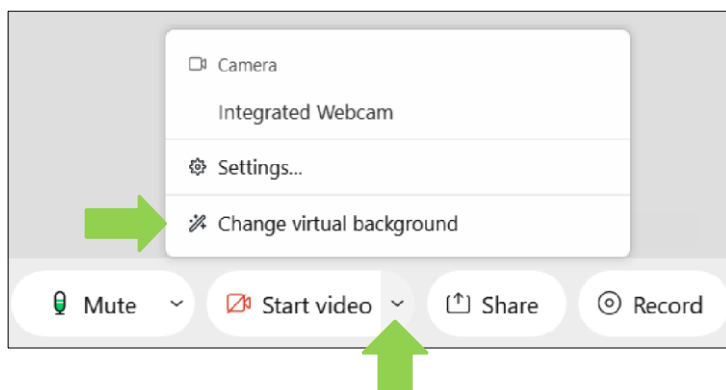 Camera
Integrated Webcam
Settings...
Change virtual background
Mute
Start video
Share
Record